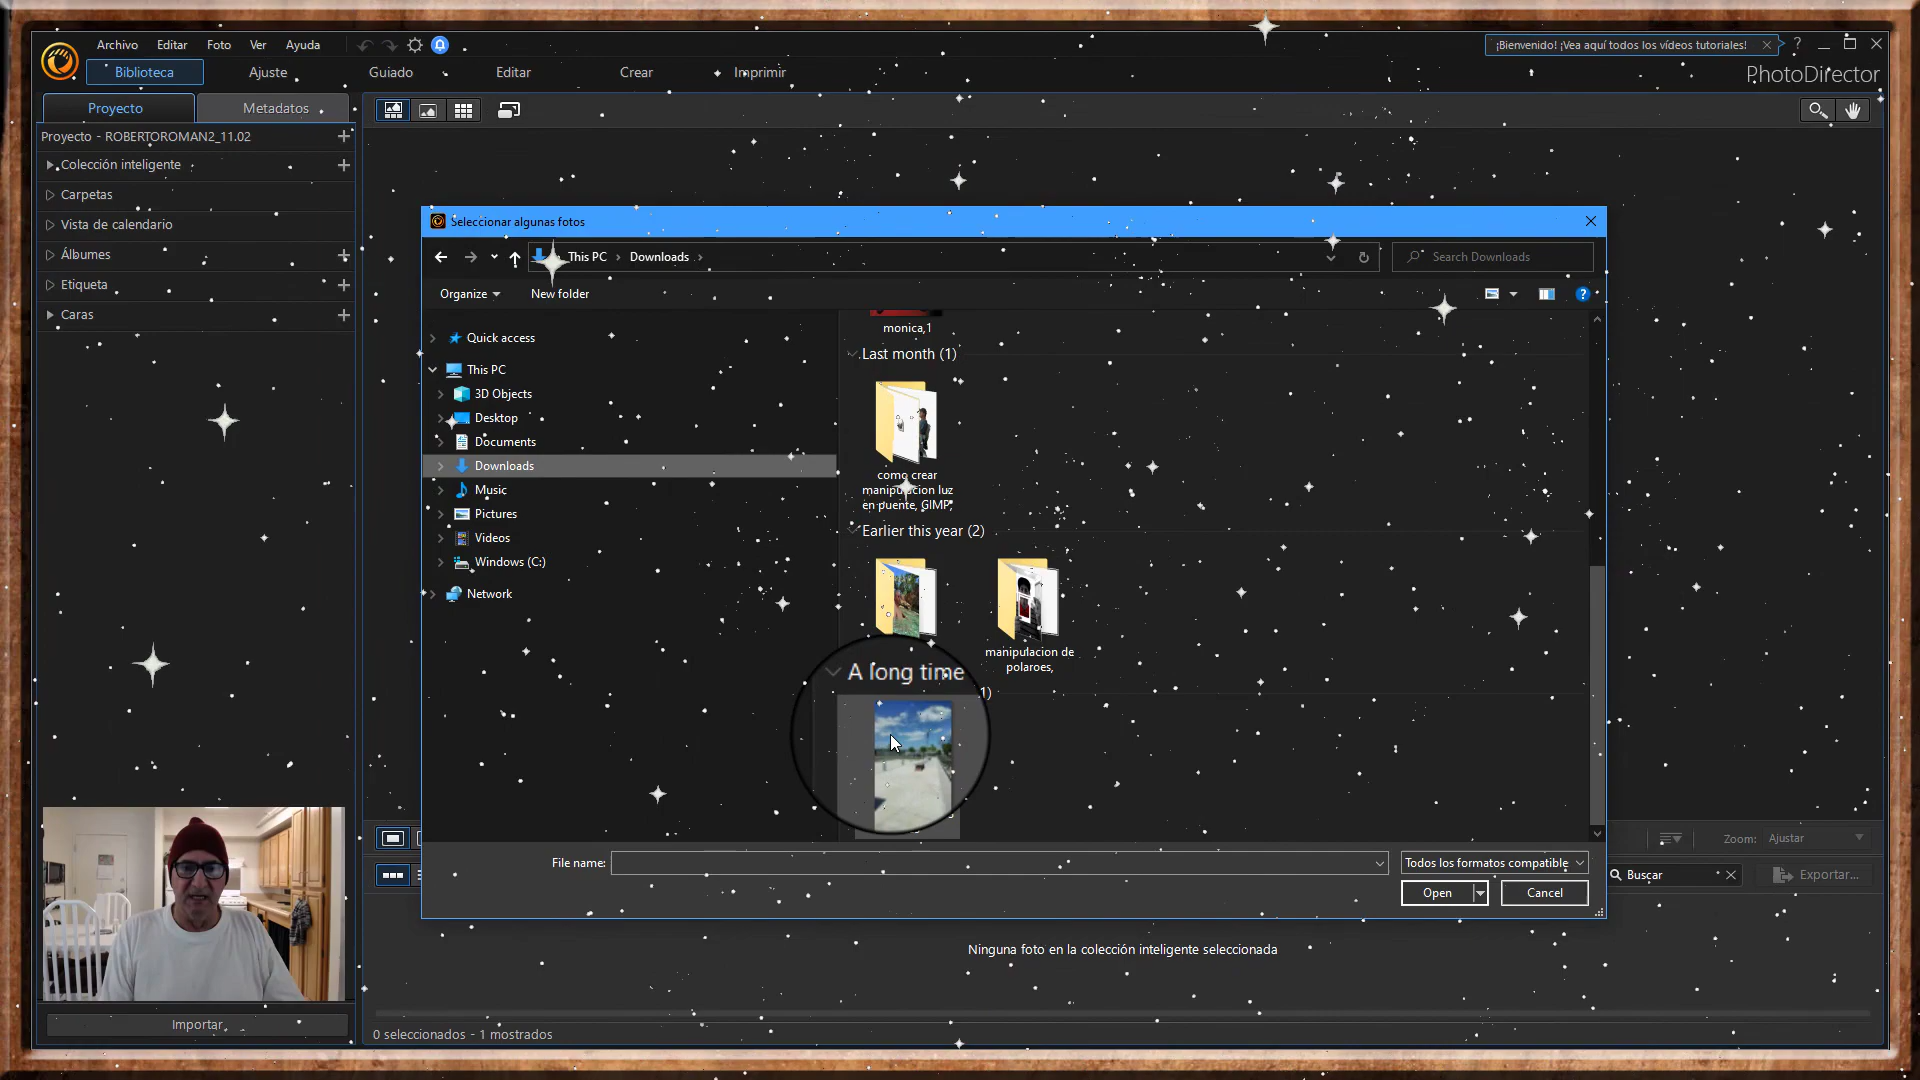 Archivo Editar Foto Ver Ayuda
¡Bienvenido! ¡Vea aquí todos los vídeos tutoriales!
Biblioteca Ajuste Guiado Editar Crear Imprimir
PhotoDirector
Proyecto Metadatos
Proyecto - ROBERTOROMAN2_11.02
Colección inteligente
Carpetas
Vista de calendario
Álbumes
Etiqueta
Caras
Seleccionar algunas fotos
This PC › Downloads ›
Search Downloads
Organize New folder
Quick access
This PC
3D Objects
Desktop
Documents
Downloads
Music
Pictures
Videos
Windows (C:)
Network
monica,1
Last month (1)
como crear
manipulacion luz
en puente, GIMP,
Earlier this year (2)
manipulacion de
polaroes,
A long time
1)
File name:
Todos los formatos compatible
Open Cancel
Zoom: Ajustar
Buscar
Exportar...
Ninguna foto en la colección inteligente seleccionada
Importar
0 seleccionados - 1 mostrados